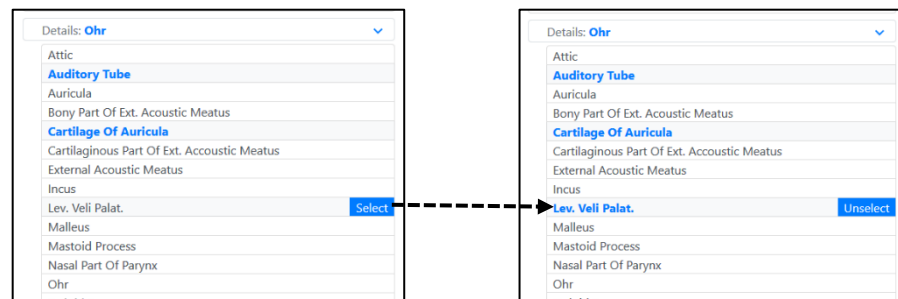 Details: Ohr
Attic
Auditory Tube
Auricula
Bony Part Of Ext. Acoustic Meatus
Cartilage Of Auricula
Cartilaginous Part Of Ext. Accoustic Meatus
External Acoustic Meatus
Incus
Lev. Veli Palat. Select
Malleus
Mastoid Process
Nasal Part Of Parynx
Ohr
Details: Ohr
Attic
Auditory Tube
Auricula
Bony Part Of Ext. Acoustic Meatus
Cartilage Of Auricula
Cartilaginous Part Of Ext. Accoustic Meatus
External Acoustic Meatus
Incus
Lev. Veli Palat. Unselect
Malleus
Mastoid Process
Nasal Part Of Parynx
Ohr